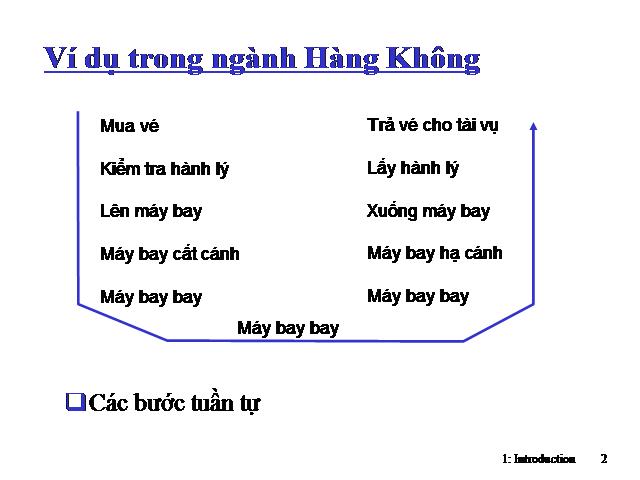 Ví dụ trong ngành Hàng Không
Mua vé
Kiểm tra hành lý
Lên máy bay
Máy bay cất cánh
Máy bay bay
Trả vé cho tài vụ
Lấy hành lý
Xuống máy bay
Máy bay hạ cánh
Máy bay bay
Máy bay bay
Các bước tuần tự
1: Introduction 2